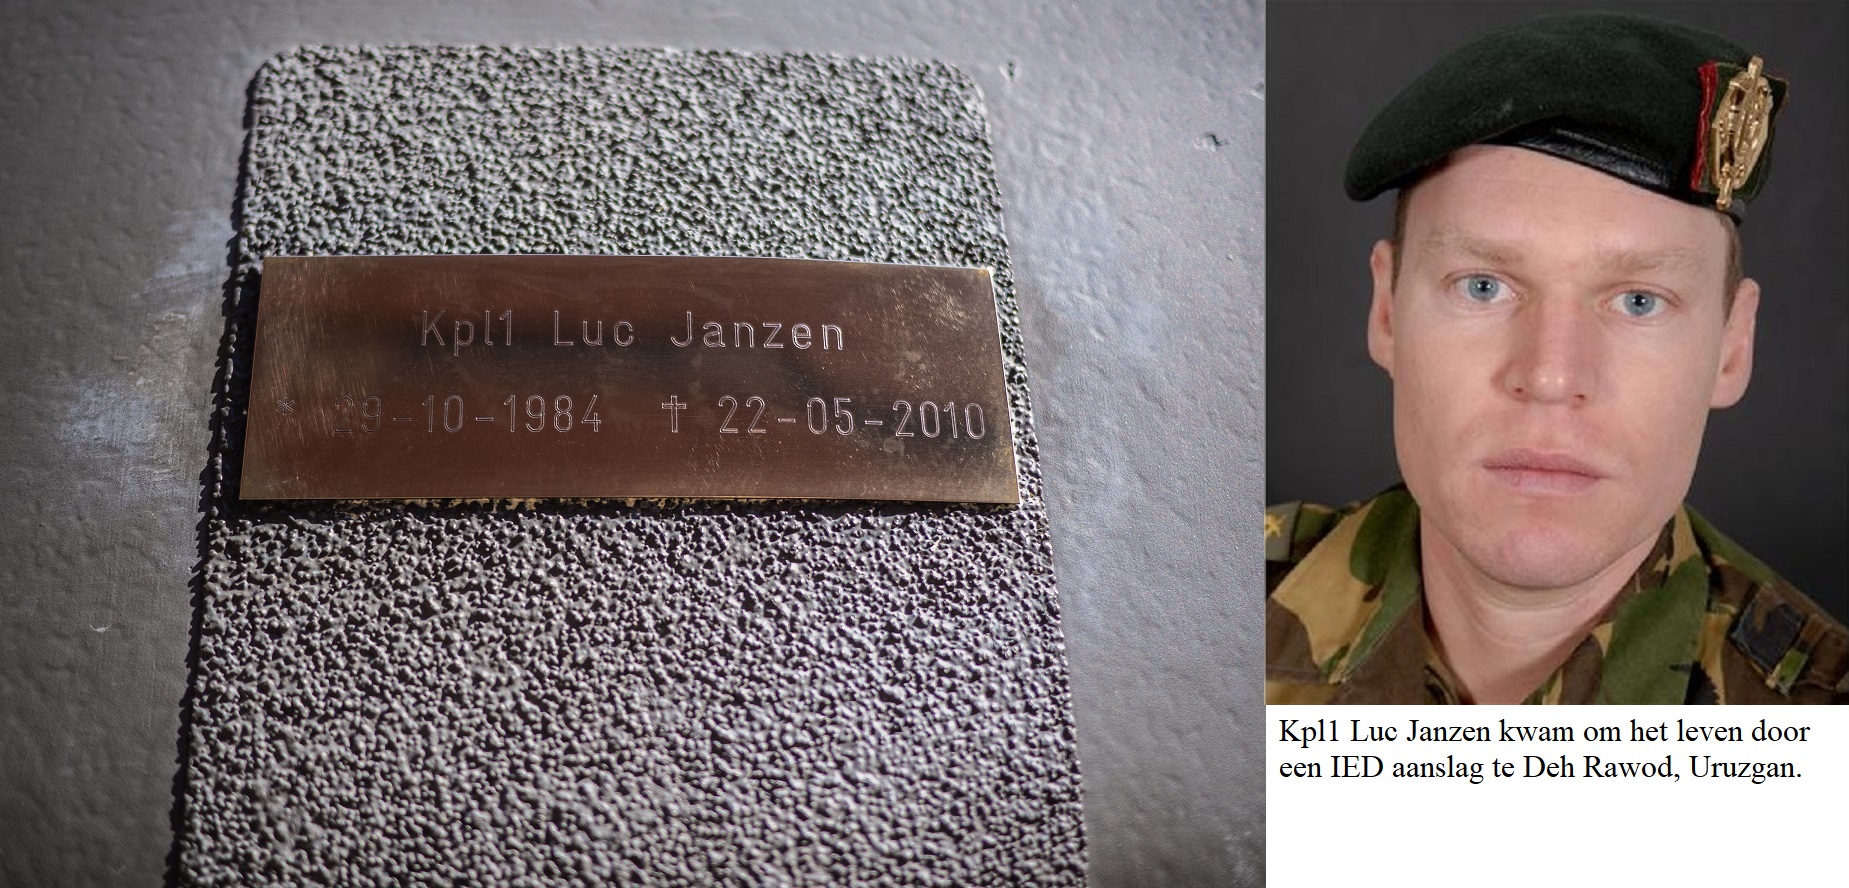 Kpl1 Luc Janzen
* 29-10-1984 † 22-05-2010
Kpl1 Luc Janzen kwam om het leven door
een IED aanslag te Deh Rawod, Uruzgan.